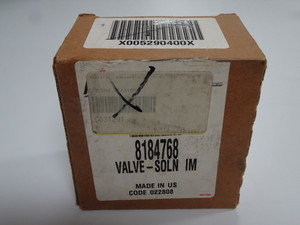 X005290400X
8184768
VALVE-SOLN IM
MADE IN US
CODE 022808